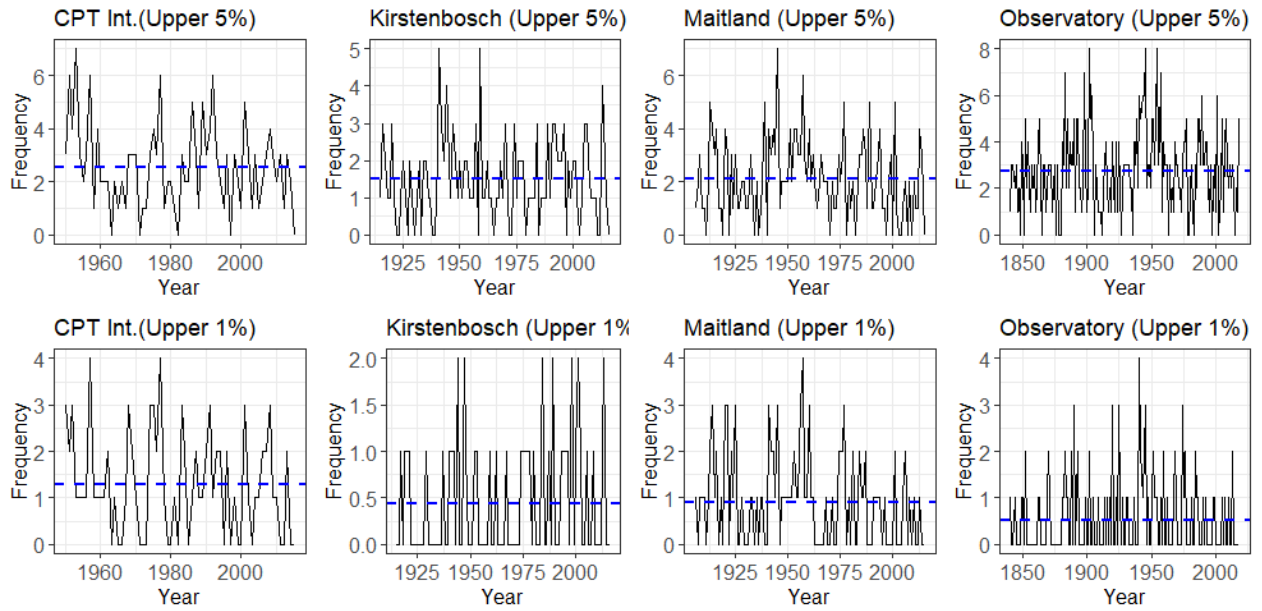 CPT Int.(Upper 5%)
Frequency
6
4
2
0
1960 1980 2000
Year
Kirstenbosch (Upper 5%)
Frequency
5
4
3
2
1
0
1925 1950 1975 2000
Year
Maitland (Upper 5%)
Frequency
6
4
2
0
1925 1950 1975 2000
Year
Observatory (Upper 5%)
Frequency
8
6
4
2
0
1850 1900 1950 2000
Year
CPT Int.(Upper 1%)
Frequency
4
3
2
1
0
1960 1980 2000
Year
Kirstenbosch (Upper 1%
Frequency
2.0
1.5
1.0
0.5
0.0
1925 1950 1975 2000
Year
Maitland (Upper 1%)
Frequency
4
3
2
1
0
1925 1950 1975 2000
Year
Observatory (Upper 1%)
Frequency
4
3
2
1
0
1850 1900 1950 2000
Year